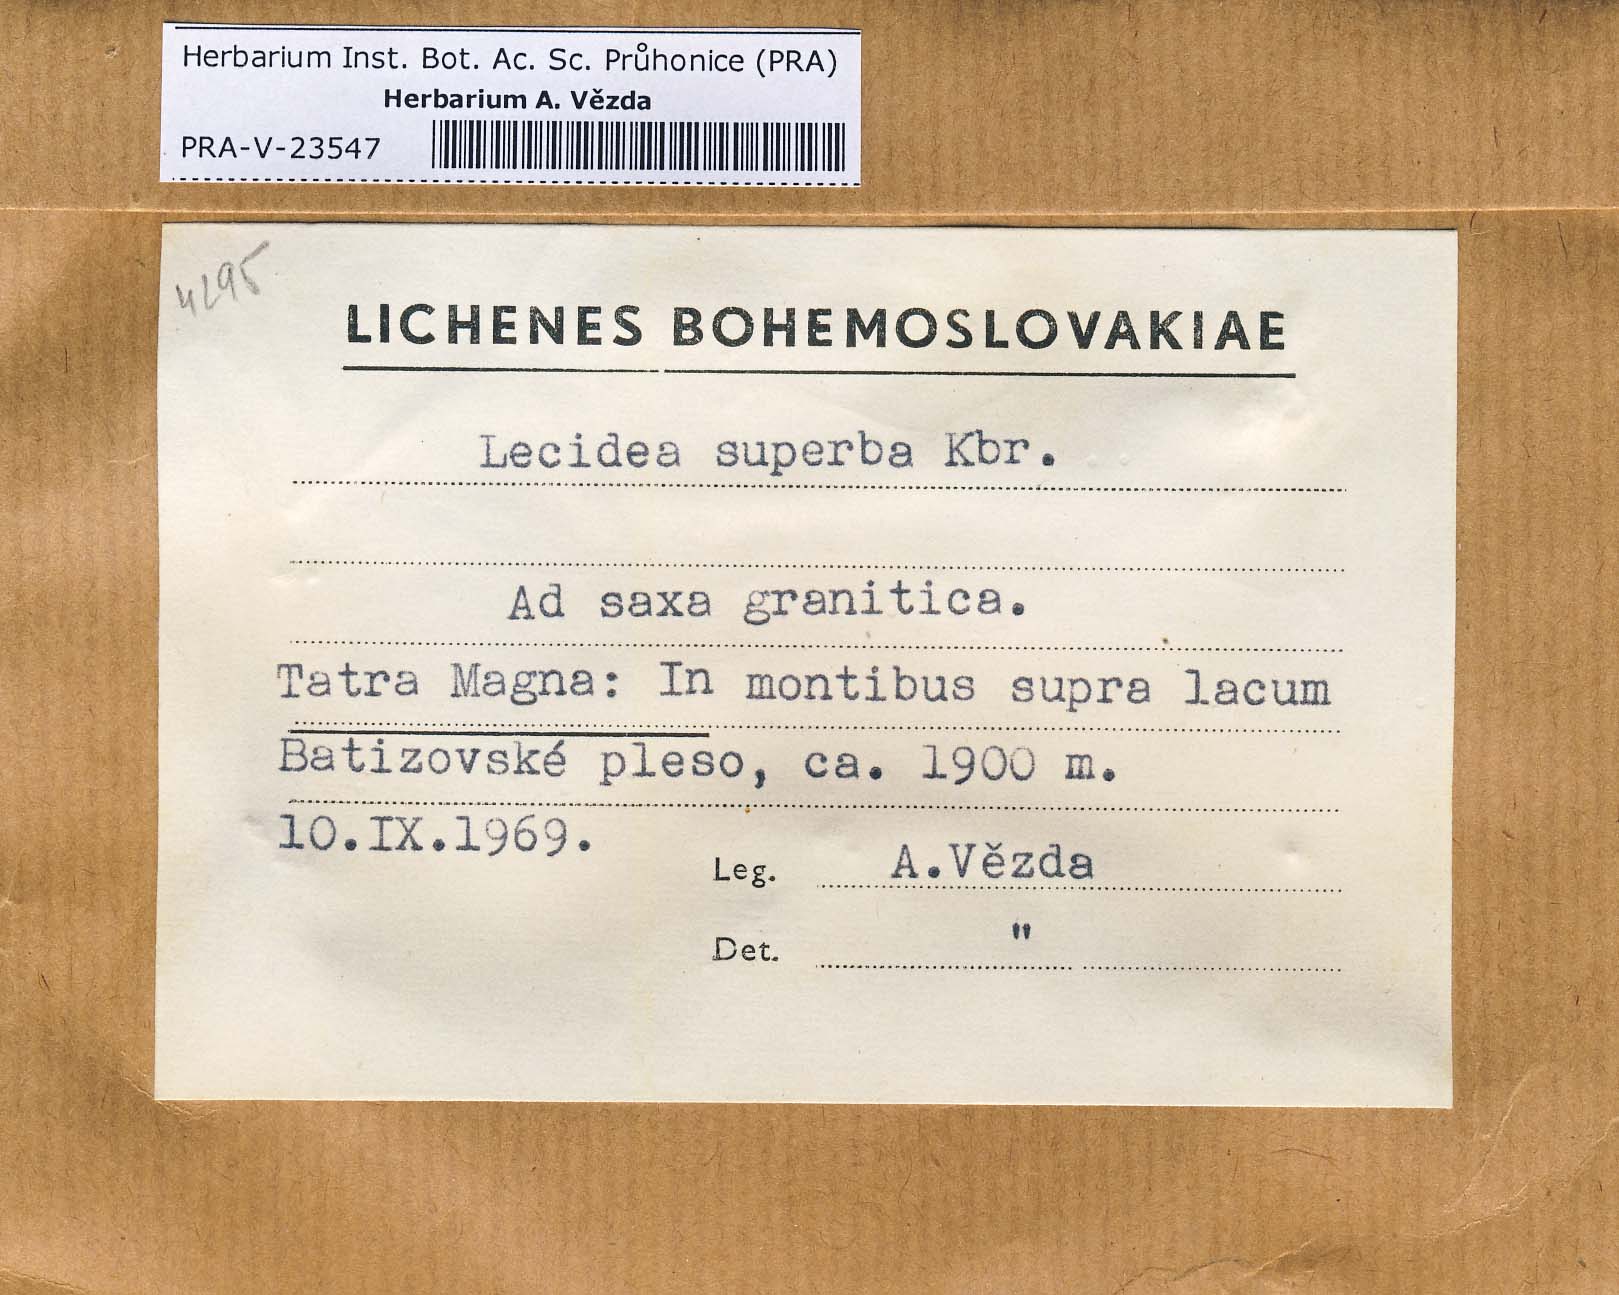 Herbarium Inst. Bot. Ac. Sc. Průhonice (PRA)
Herbarium A. Vězda
PRA-V-23547
4295
LICHENES BOHEMOSLOVAKIAE
Lecidea superba Kbr.
Ad saxa granitica.
Tatra Magna: In montibus supra lacum
Batizovské pleso, ca. 1900 m.
10.IX.1969.
Leg. A.Vězda
Det. "